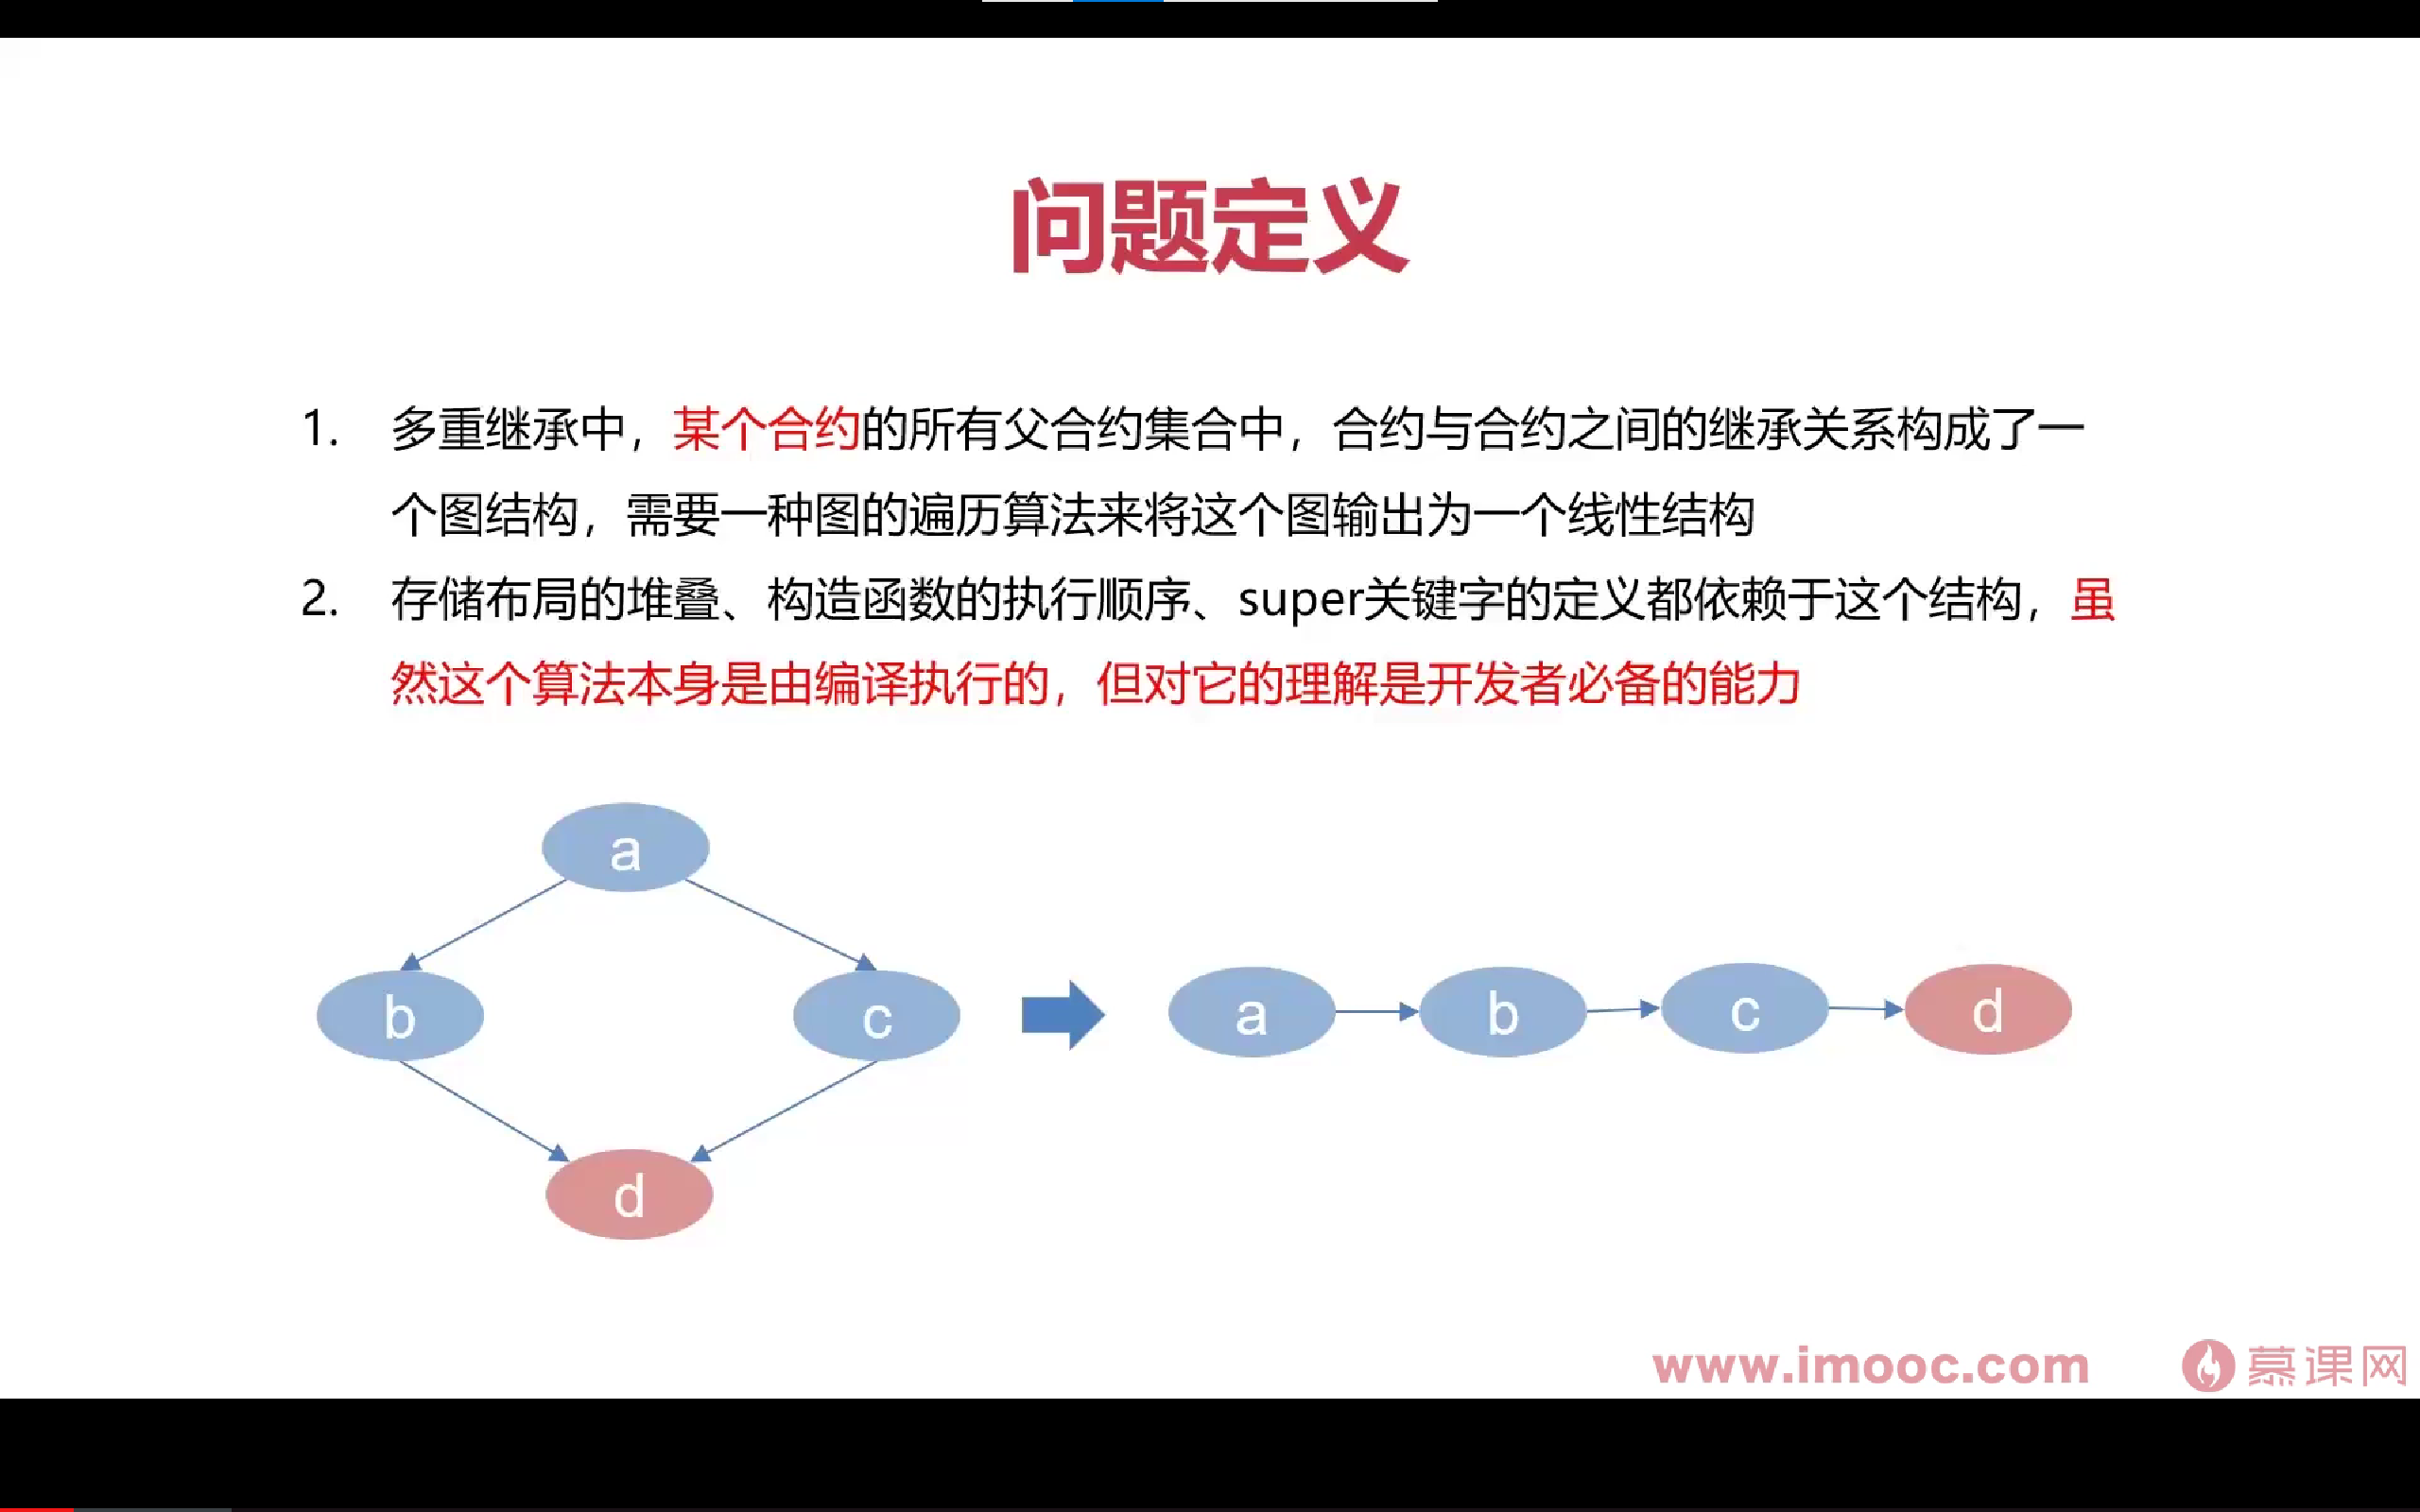 问题定义
1. 多重继承中，某个合约的所有父合约集合中，合约与合约之间的继承关系构成了一
个图结构，需要一种图的遍历算法来将这个图输出为一个线性结构
2. 存储布局的堆叠、构造函数的执行顺序、super关键字的定义都依赖于这个结构，虽
然这个算法本身是由编译执行的，但对它的理解是开发者必备的能力
a
b
c
d
a
b
c
d
www.imooc.com
慕课网